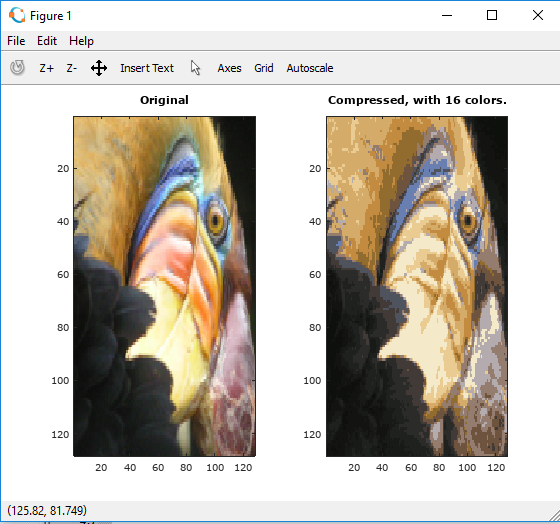 Figure 1
File Edit Help
Z+ Z- Insert Text Axes Grid Autoscale
Original Compressed, with 16 colors.
20 20
40 40
60 60
80 80
100 100
120 120
20 40 60 80 100 120 20 40 60 80 100 120
(125.82, 81.749)